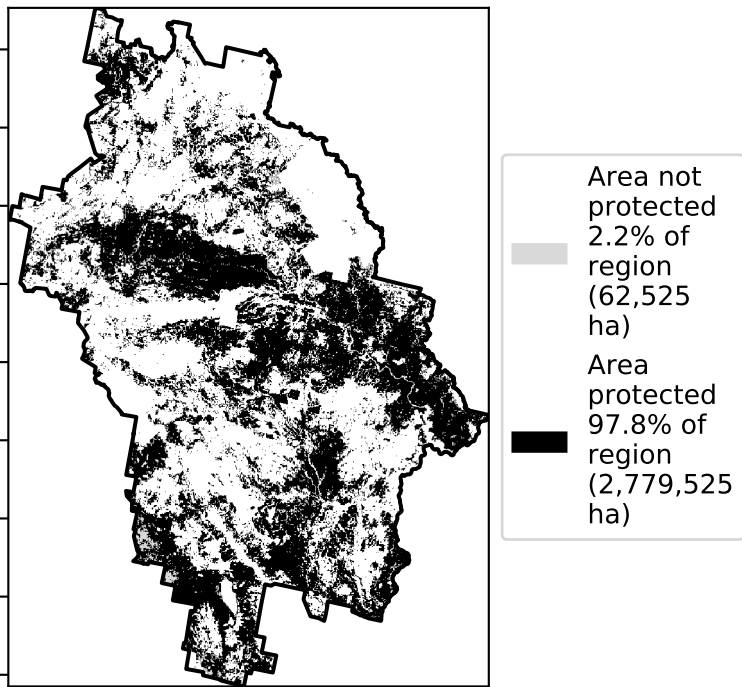 Area not
protected
2.2% of
region
(62,525
ha)
Area
protected
97.8% of
region
(2,779,525
ha)